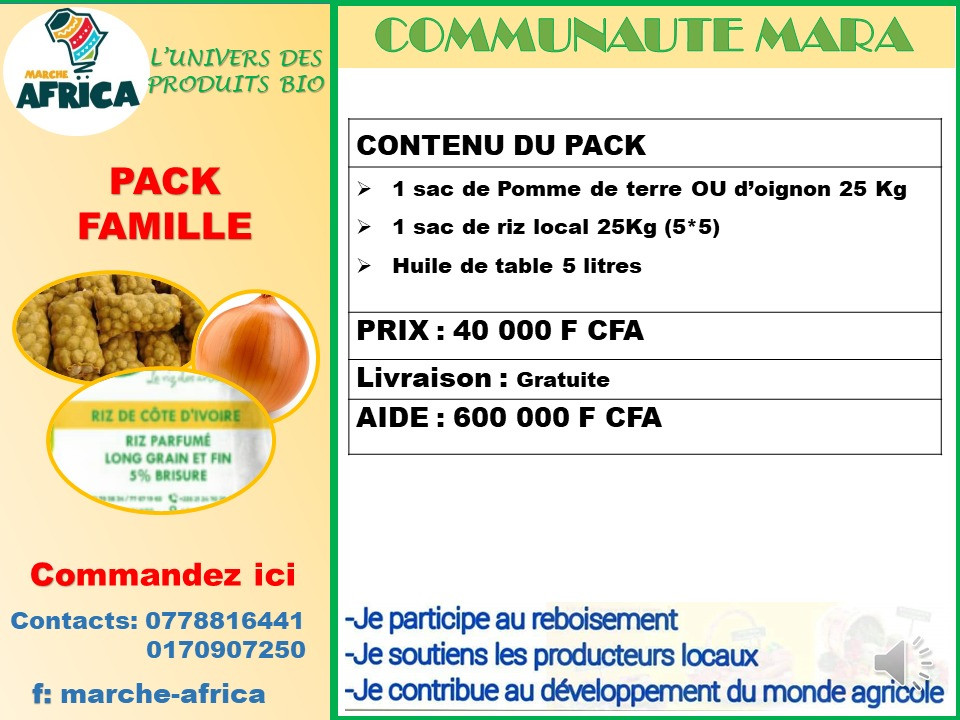 MARCHE
AFRICA
L'UNIVERS DES
PRODUITS BIO
PACK
FAMILLE
RIZ DE CÔTE D'IVOIRE
RIZ PARFUMÉ
LONG GRAIN ET FIN
5% BRISURE
Commandez ici
Contacts: 0778816441
0170907250
f: marche-africa
COMMUNAUTE MARA
CONTENU DU PACK
➢ 1 sac de Pomme de terre OU d'oignon 25 Kg
➢ 1 sac de riz local 25Kg (5*5)
➢ Huile de table 5 litres
PRIX : 40 000 F CFA
Livraison : Gratuite
AIDE : 600 000 F CFA
-Je participe au reboisement
-Je soutiens les producteurs locaux
-Je contribue au développement du monde agricole